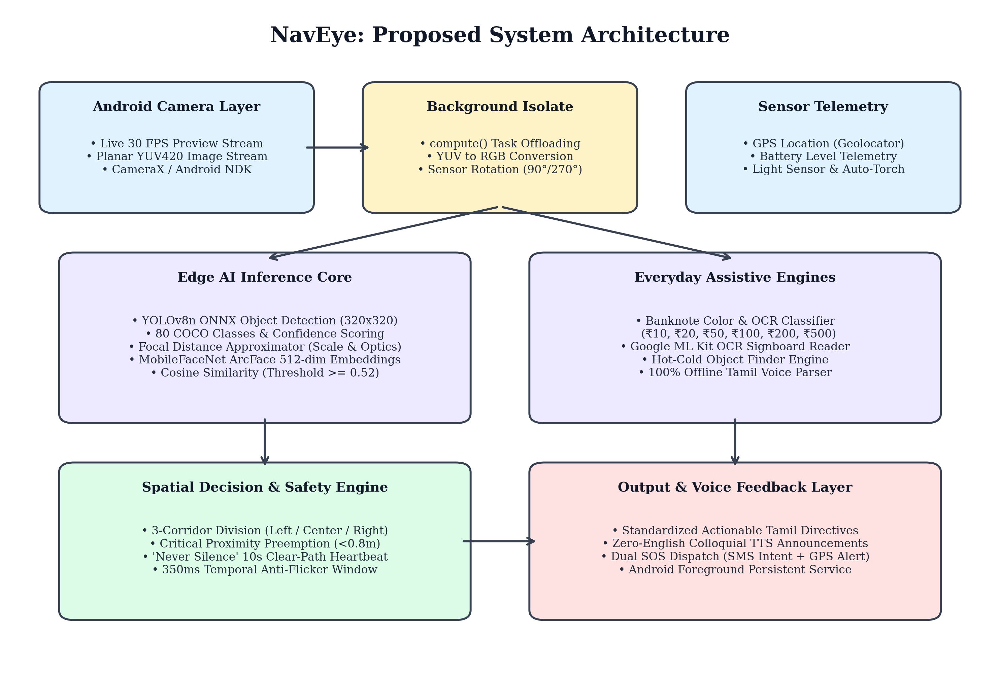 NavEye: Proposed System Architecture
Android Camera Layer
• Live 30 FPS Preview Stream
• Planar YUV420 Image Stream
• CameraX / Android NDK
Background Isolate
• compute() Task Offloading
• YUV to RGB Conversion
• Sensor Rotation (90°/270°)
Sensor Telemetry
• GPS Location (Geolocator)
• Battery Level Telemetry
• Light Sensor & Auto-Torch
Edge AI Inference Core
• YOLOv8n ONNX Object Detection (320x320)
• 80 COCO Classes & Confidence Scoring
• Focal Distance Approximator (Scale & Optics)
• MobileFaceNet ArcFace 512-dim Embeddings
• Cosine Similarity (Threshold >= 0.52)
Everyday Assistive Engines
• Banknote Color & OCR Classifier
(₹10, ₹20, ₹50, ₹100, ₹200, ₹500)
• Google ML Kit OCR Signboard Reader
• Hot-Cold Object Finder Engine
• 100% Offline Tamil Voice Parser
Spatial Decision & Safety Engine
• 3-Corridor Division (Left / Center / Right)
• Critical Proximity Preemption (<0.8m)
• 'Never Silence' 10s Clear-Path Heartbeat
• 350ms Temporal Anti-Flicker Window
Output & Voice Feedback Layer
• Standardized Actionable Tamil Directives
• Zero-English Colloquial TTS Announcements
• Dual SOS Dispatch (SMS Intent + GPS Alert)
• Android Foreground Persistent Service